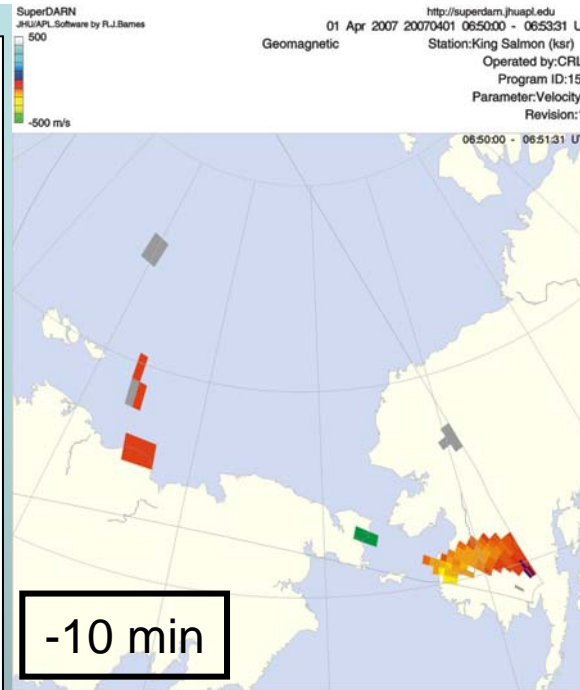 SuperDARN
JHU/APL Software by R.J.Barnes
http://superdarn.jhuapl.edu
01 Apr 2007 20070401 06:50:00 - 06:53:31 U
Geomagnetic
Station:King Salmon (ksr)
Operated by:CRL
Program ID:15
Parameter:Velocity
Revision:
500
-500 m/s
06:50:00 - 06:51:31 U
-10 min